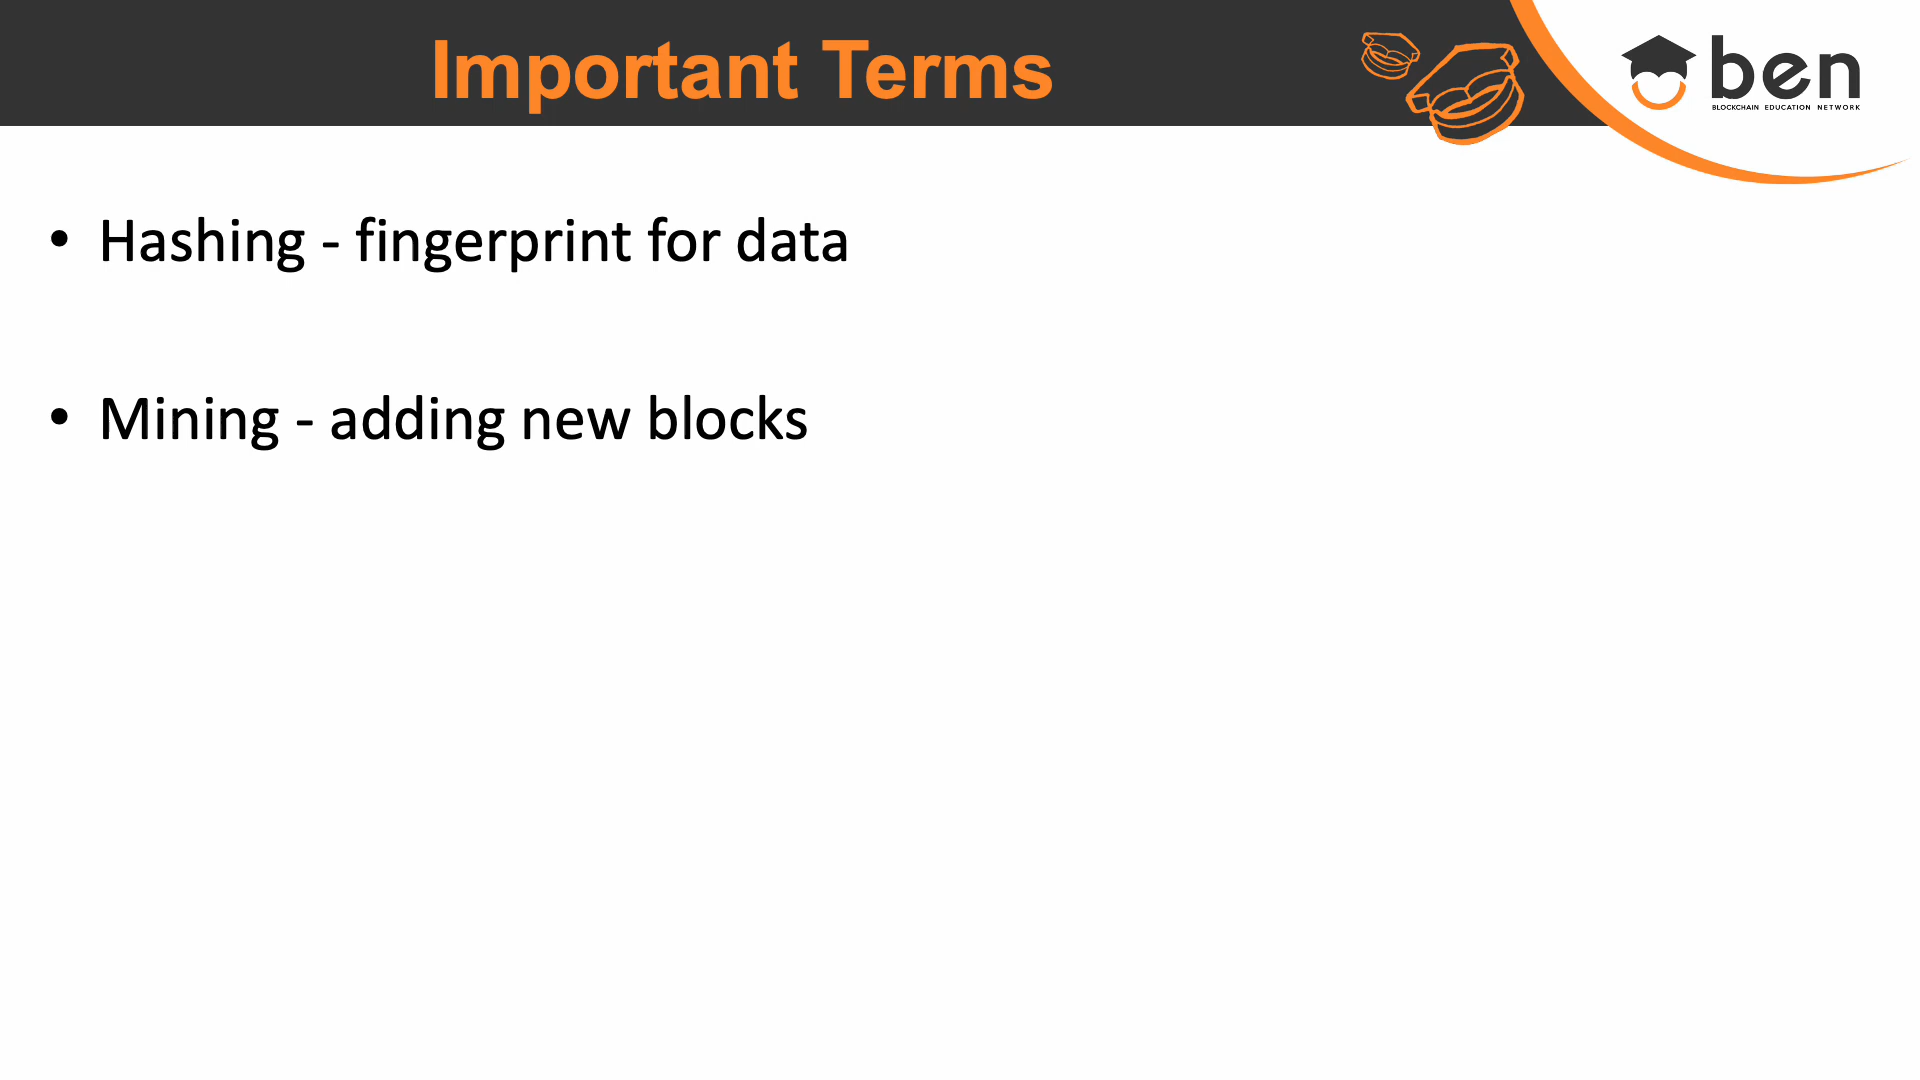 Important Terms
ben
BLOCKCHAIN EDUCATION NETWORK
• Hashing - fingerprint for data
• Mining - adding new blocks